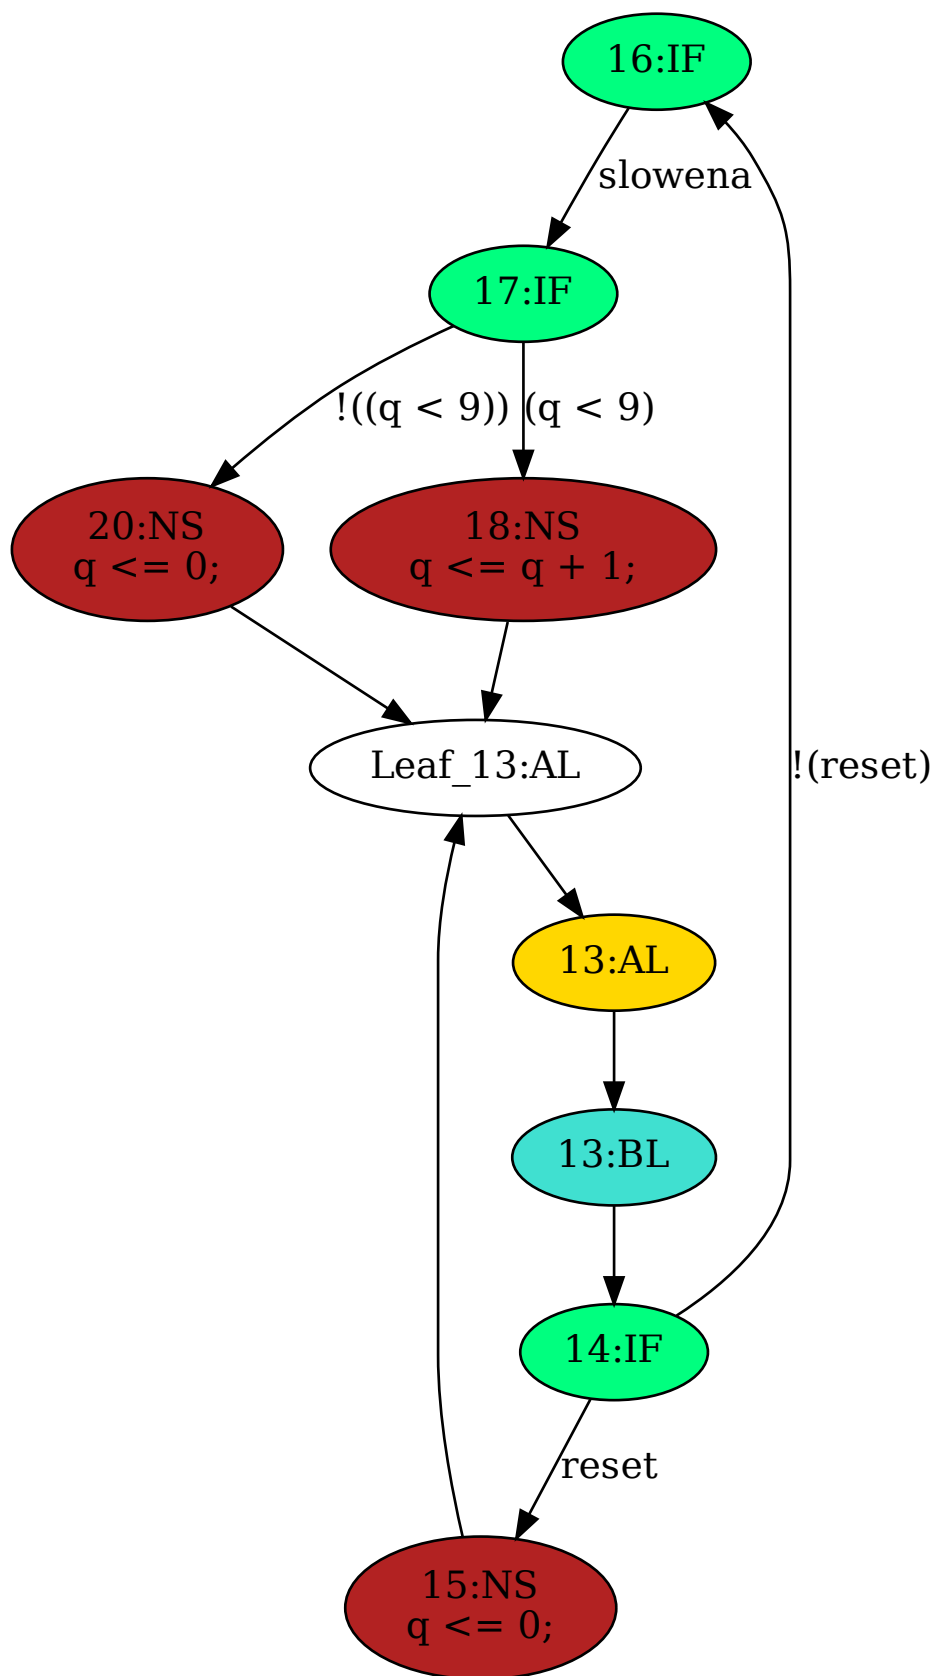 16:IF
slowena
17:IF
!((q < 9))
(q < 9)
20:NS
q <= 0;
18:NS
q <= q + 1;
Leaf_13:AL
!(reset)
13:AL
13:BL
14:IF
reset
15:NS
q <= 0;